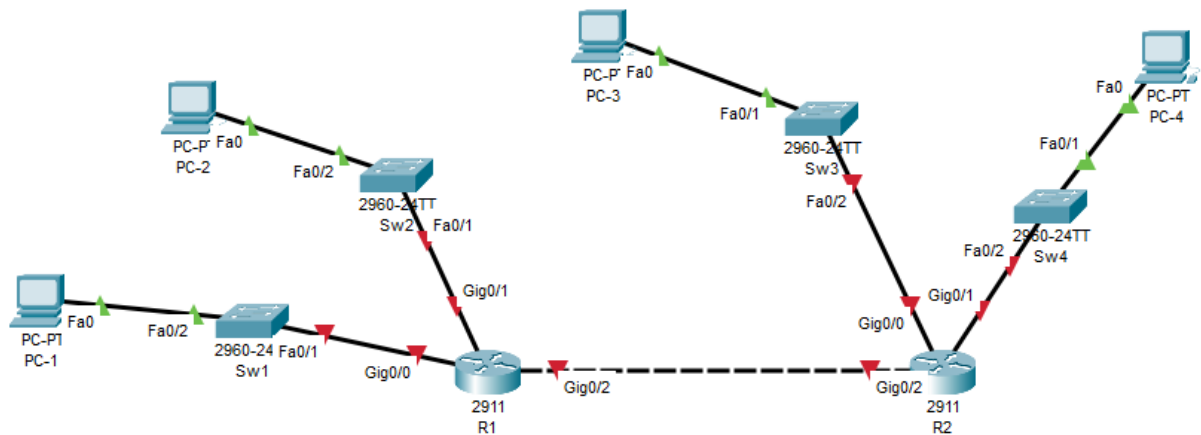 PC-P
PC-3
Fa0
Fa0/1
2960-24TT
Sw3
Fa0/2
Fa0
PC-PT
PC-4
Fa0/1
2960-24TT
Sw4
Fa0/2
Gig0/1
Gig0/0
PC-P
PC-2
Fa0
Fa0/2
2960-24TT
Sw2
Fa0/1
Gig0/1
PC-PT
PC-1
Fa0
Fa0/2
2960-24
Sw1
Fa0/1
Gig0/0
2911
R1
Gig0/2
Gig0/2
2911
R2